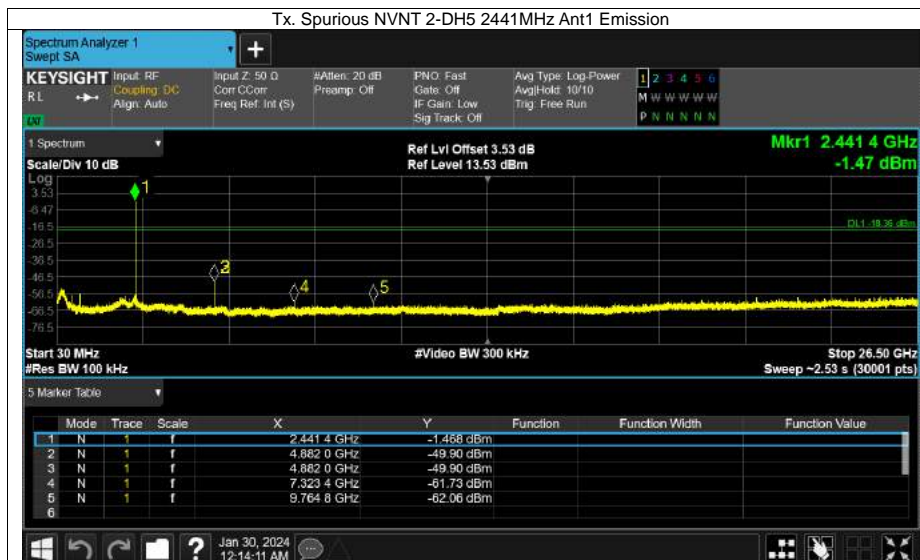 Tx. Spurious NVNT 2-DH5 2441MHz Ant1 Emission
Spectrum Analyzer 1
Swept SA
KEYSIGHT Input: RF Input Z: 50 Ω #Atten: 20 dB PNO: Fast Avg Type: Log-Power 1 2 3 4 5 6
RL Coupling: DC Corr CCorr Preamp: Off Gate: Off Avg|Hold: 10/10 M W W W W W
Align: Auto Freq Ref: Int (S) IF Gain: Low Trig: Free Run
Sig Track: Off P N N N N N
1 Spectrum
Ref Lvl Offset 3.53 dB Mkr1 2.441 4 GHz
Scale/Div 10 dB Ref Level 13.53 dBm -1.47 dBm
Log
3.53
-6.47
-16.5
-26.5
-36.5
-46.5
-56.5
-66.5
-76.5
1
4
5
Start 30 MHz #Video BW 300 kHz Stop 26.50 GHz
#Res BW 100 kHz Sweep ~2.53 s (30001 pts)
5 Marker Table
Mode Trace Scale X Y Function Function Width Function Value
1 N 1 f 2.441 4 GHz -1.468 dBm
2 N 1 f 4.882 0 GHz -49.90 dBm
3 N 1 f 4.882 0 GHz -49.90 dBm
4 N 1 f 7.323 4 GHz -61.73 dBm
5 N 1 f 9.764 8 GHz -62.06 dBm
6
? Jan 30, 2024
12:14:11 AM